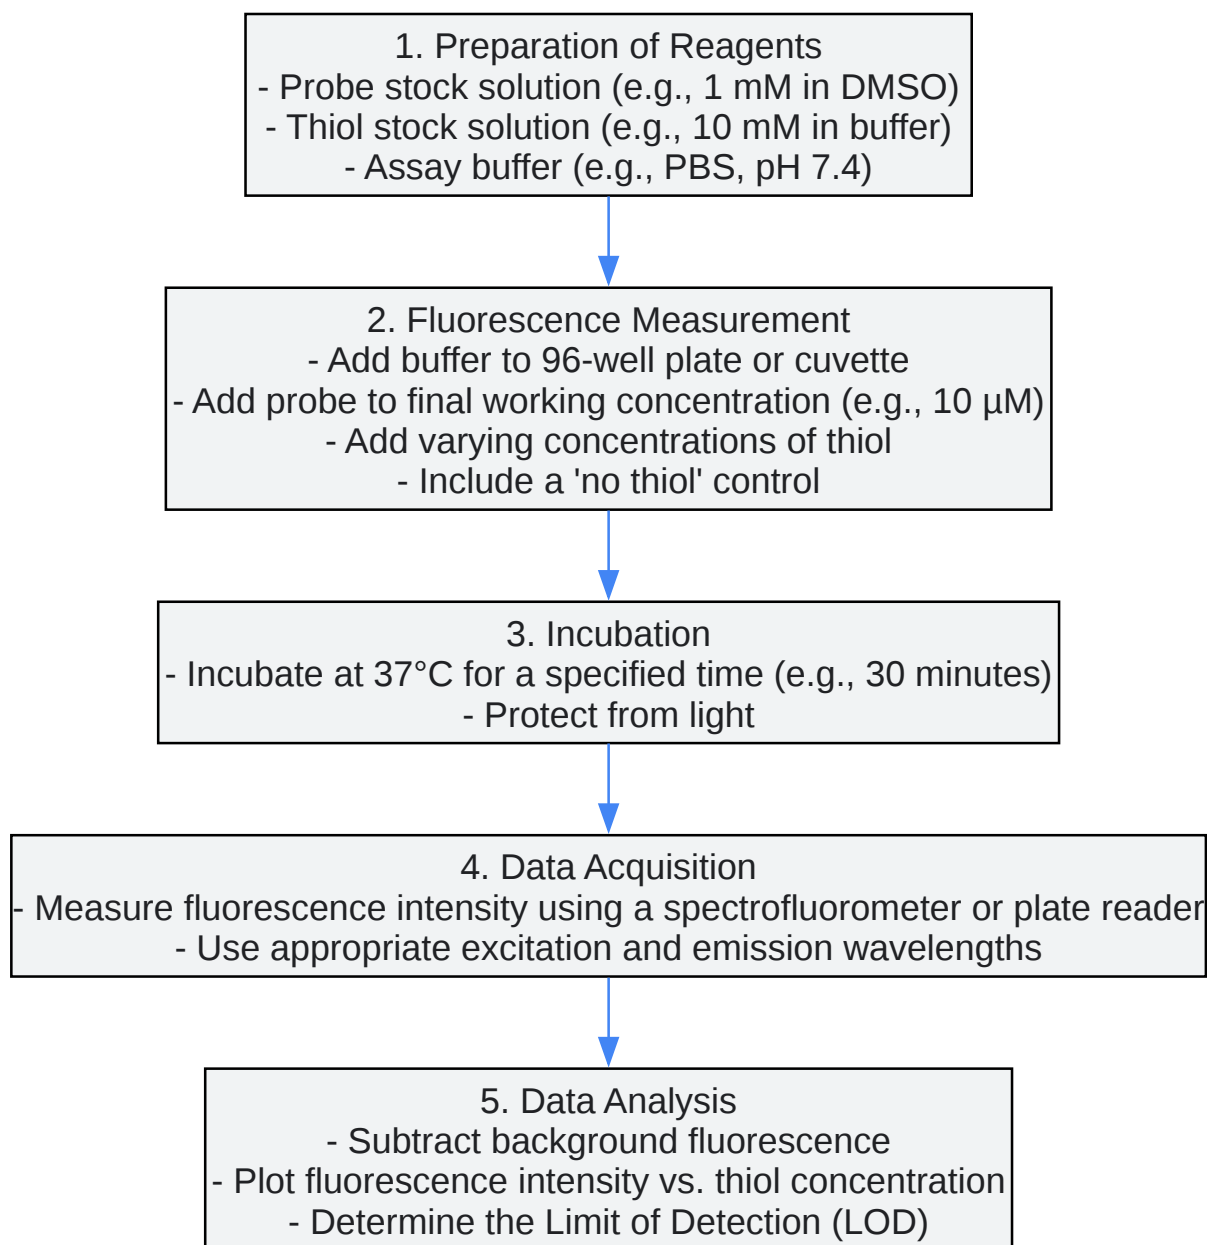 1. Preparation of Reagents
- Probe stock solution (e.g., 1 mM in DMSO)
- Thiol stock solution (e.g., 10 mM in buffer)
- Assay buffer (e.g., PBS, pH 7.4)
2. Fluorescence Measurement
- Add buffer to 96-well plate or cuvette
- Add probe to final working concentration (e.g., 10 µM)
- Add varying concentrations of thiol
- Include a 'no thiol' control
3. Incubation
- Incubate at 37°C for a specified time (e.g., 30 minutes)
- Protect from light
4. Data Acquisition
- Measure fluorescence intensity using a spectrofluorometer or plate reader
- Use appropriate excitation and emission wavelengths
5. Data Analysis
- Subtract background fluorescence
- Plot fluorescence intensity vs. thiol concentration
- Determine the Limit of Detection (LOD)